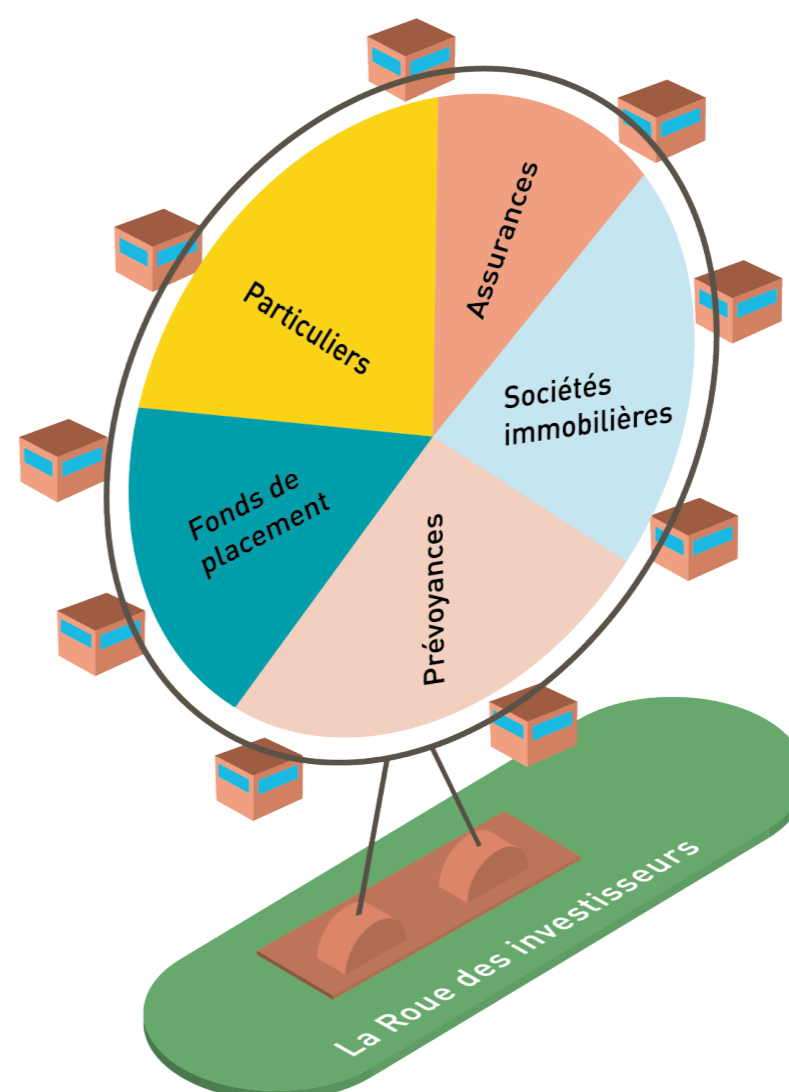 Assurances
Particuliers
Sociétés
immobilières
Fonds de
placement
Prévoyances
La Roue des investisseurs